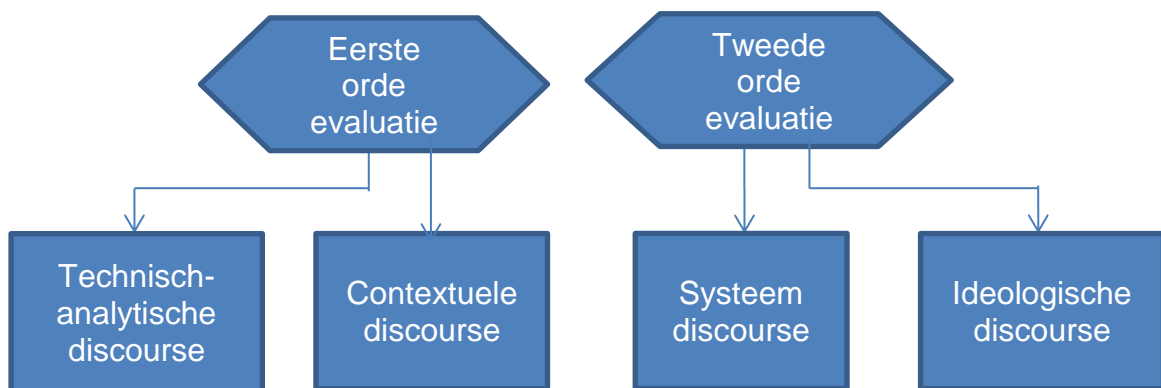 Eerste
orde
evaluatie
Tweede
orde
evaluatie
Technisch-
analytische
discourse
Contextuele
discourse
Systeem
discourse
Ideologische
discourse